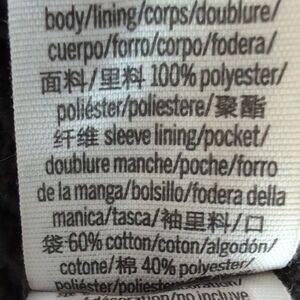 body/lining/corps/doublure/
cuerpo/forro/corpo/fodera/
面料/里料 100% polyester/
poliéster/poliestere/聚酯
纤维 sleeve lining/pocket/
doublure manche/poche/forro
de la manga/bolsillo/fodera della
manica/tasca/袖里料/口
袋 60% cotton/coton/algodón/
cotone/棉 40% polyester/
poliéster/poliestere